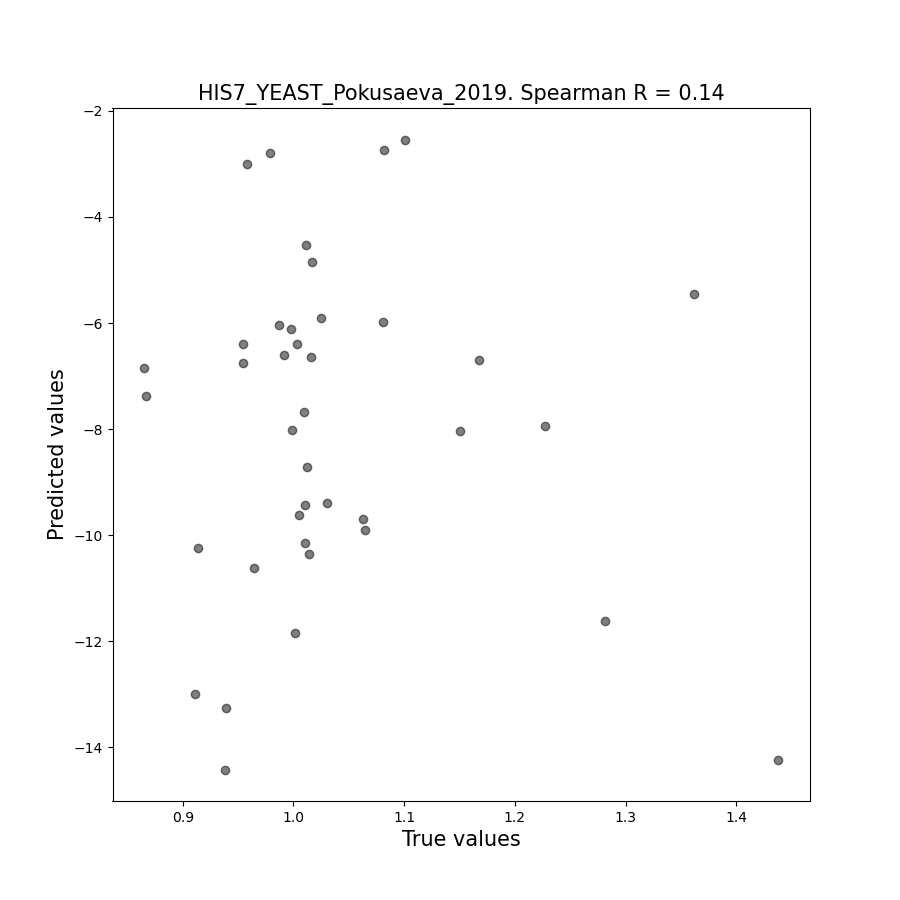 HIS7_YEAST_Pokusaeva_2019. Spearman R = 0.14
−2
−4
−6
−8
−10
−12
−14
Predicted values
0.9 1.0 1.1 1.2 1.3 1.4
True values